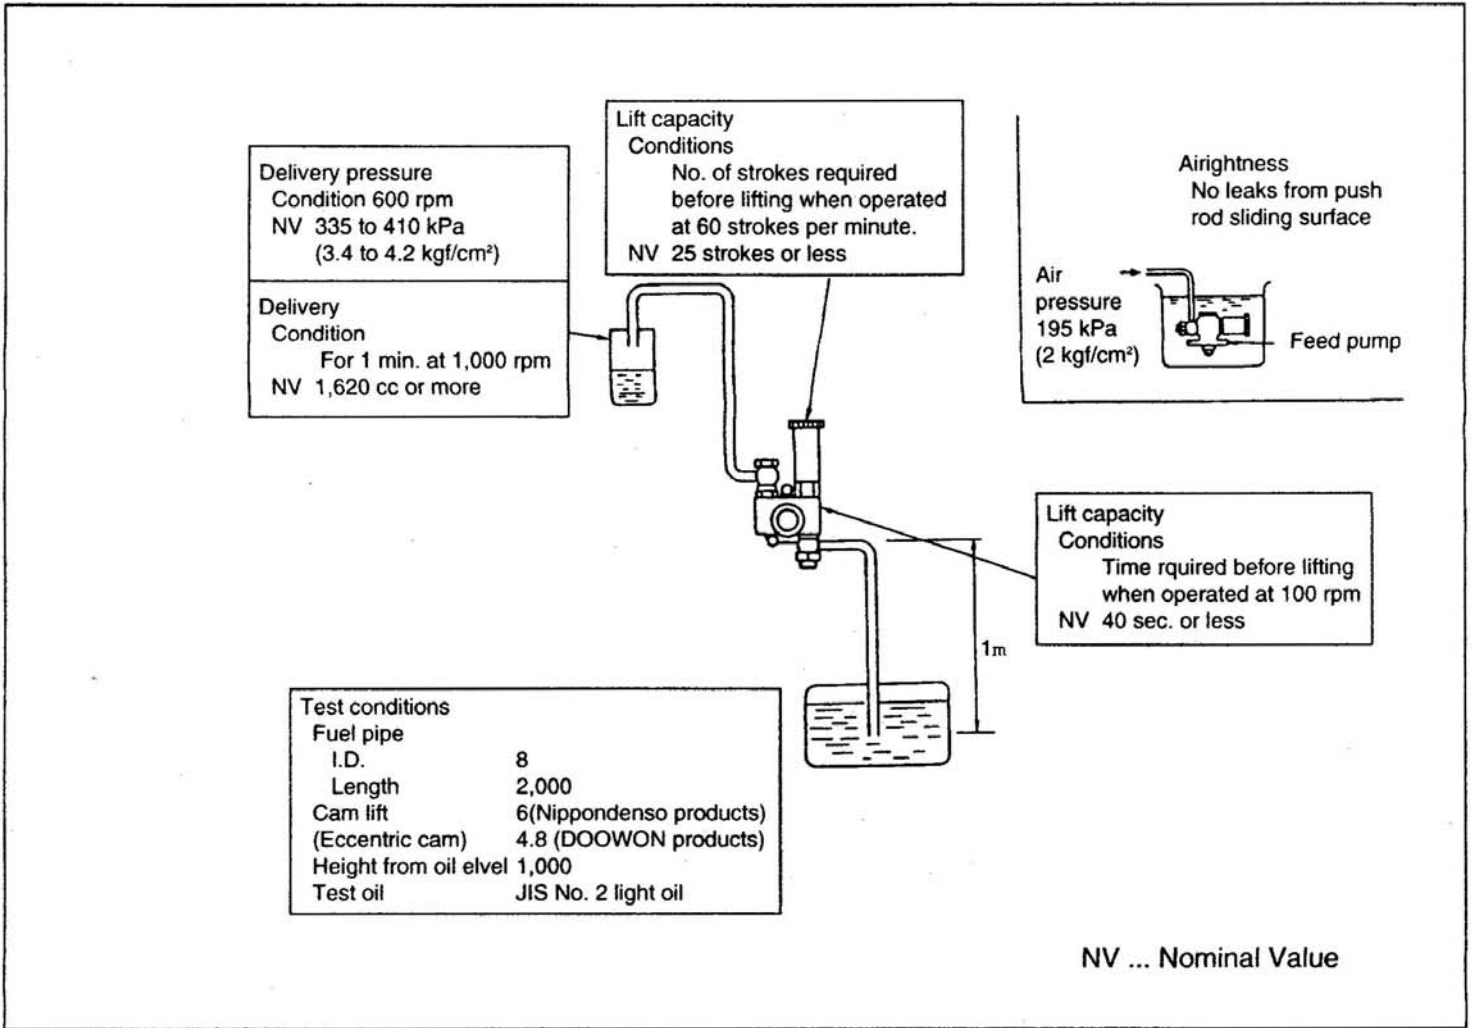 Delivery pressure
Condition 600 rpm
NV 335 to 410 kPa
(3.4 to 4.2 kgf/cm²)
Delivery
Condition
For 1 min. at 1,000 rpm
NV 1,620 cc or more
Lift capacity
Conditions
No. of strokes required
before lifting when operated
at 60 strokes per minute.
NV 25 strokes or less
Airightness
No leaks from push
rod sliding surface
Air
pressure
195 kPa
(2 kgf/cm²)
Feed pump
Lift capacity
Conditions
Time rquired before lifting
when operated at 100 rpm
NV 40 sec. or less
1m
Test conditions
Fuel pipe
I.D. 8
Length 2,000
Cam lift 6(Nippondenso products)
(Eccentric cam) 4.8 (DOOWON products)
Height from oil elvel 1,000
Test oil JIS No. 2 light oil
NV ... Nominal Value